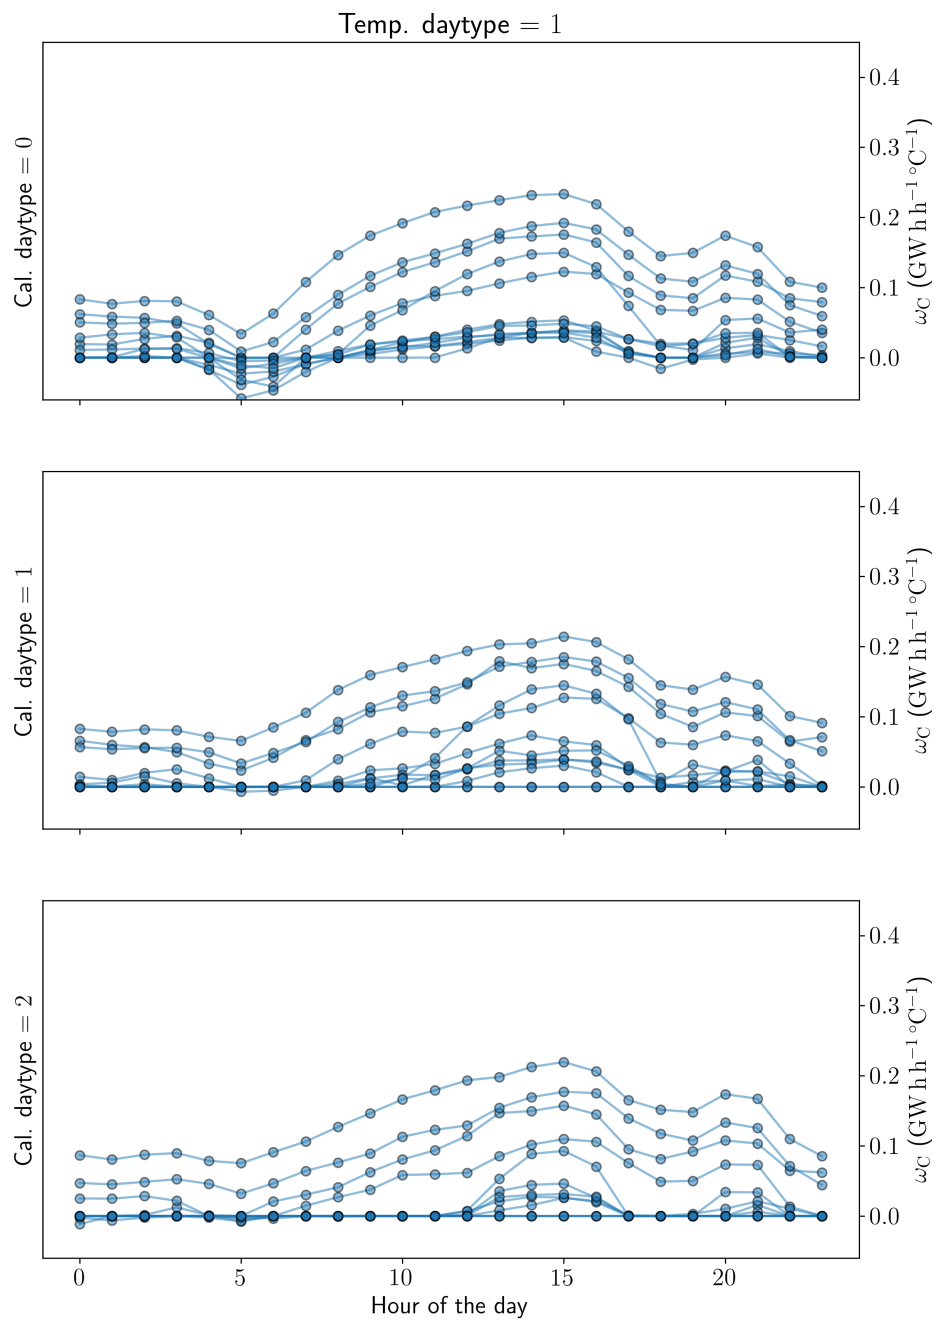 Temp. daytype = 1
Cal. daytype = 0
0.4
0.3
0.2
0.1
0.0
ω_C (GW h h⁻¹ °C⁻¹)
Cal. daytype = 1
0.4
0.3
0.2
0.1
0.0
ω_C (GW h h⁻¹ °C⁻¹)
Cal. daytype = 2
0.4
0.3
0.2
0.1
0.0
ω_C (GW h h⁻¹ °C⁻¹)
0 5 10 15 20
Hour of the day